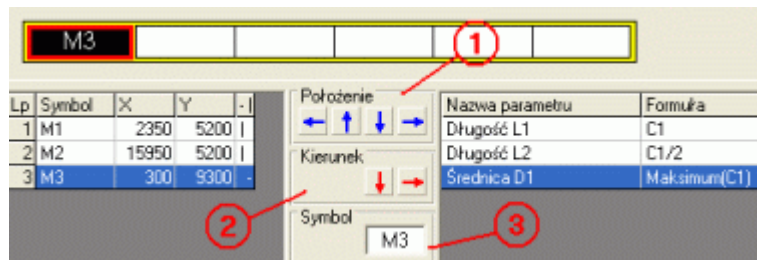 M3
1
Lp Symbol X Y - |
1 M1 2350 5200 |
2 M2 15950 5200 |
3 M3 300 9300 -
Położenie
Kierunek
2
Symbol
M3
3
Nazwa parametru Formuła
Długość L1 C1
Długość L2 C1/2
Średnica D1 Maksimum(C1)